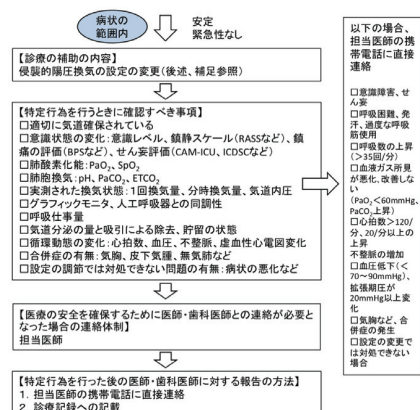 病状の
範囲内
安定
緊急性なし
【診療の補助の内容】
侵襲的陽圧換気の設定の変更（後述、補足参照）
【特定行為を行うときに確認すべき事項】
□適切に気道確保されている
□意識状態の変化：意識レベル、鎮静スケール（RASSなど）、鎮
痛の評価（BPSなど）、せん妄評価（CAM-ICU、ICDSCなど）
□肺酸素化能：PaO₂、SpO₂
□肺胞換気：pH、PaCO₂、ETCO₂
□実測された換気状態：1回換気量、分時換気量、気道内圧
□グラフィックモニタ、人工呼吸器との同調性
□呼吸仕事量
□気道分泌の量と吸引による除去、貯留の状態
□循環動態の変化：心拍数、血圧、不整脈、虚血性心電図変化
□合併症の有無：気胸、皮下気腫、無気肺など
□設定の調節では対処できない問題の有無：病状の悪化など
【医療の安全を確保するために医師・歯科医師との連絡が必要と
なった場合の連絡体制】
担当医師
【特定行為を行った後の医師・歯科医師に対する報告の方法】
1. 担当医師の携帯電話に直接連絡
2. 診療記録への記載
以下の場合、
担当医師の携
帯電話に直接
連絡
□意識障害、せ
ん妄
□呼吸困難、発
汗、過度な呼吸
筋使用
□呼吸数の上昇
（>35回/分）
□血液ガス所見
が悪化、改善しな
い
（PaO₂<60mmHg、
PaCO₂上昇）
□心拍数>120/
分、20/分以上の
上昇
不整脈の増加
□血圧低下（<
70～90mmHg）、
拡張期圧が
20mmHg以上変
化
□気胸など、合
併症の発生
□設定の変更で
は対処できない
場合